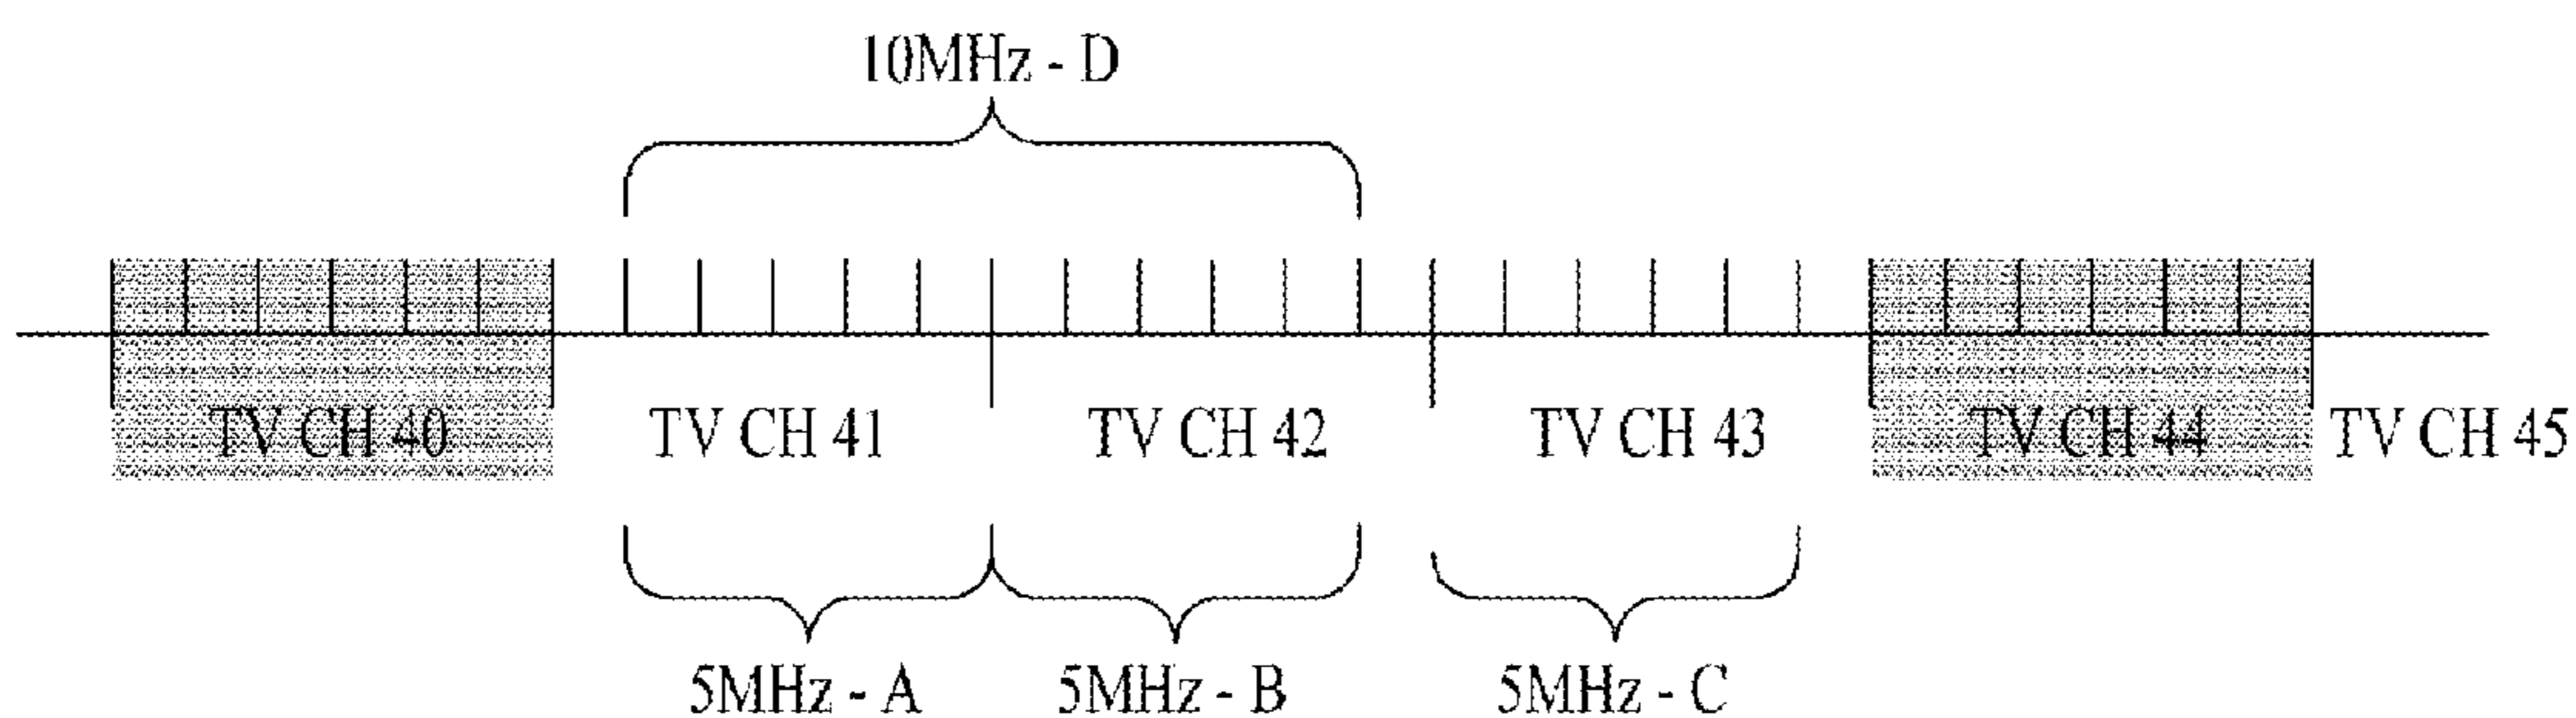 10MHz - D
TV CH 40 TV CH 41 TV CH 42 TV CH 43 TV CH 44 TV CH 45
5MHz - A 5MHz - B 5MHz - C